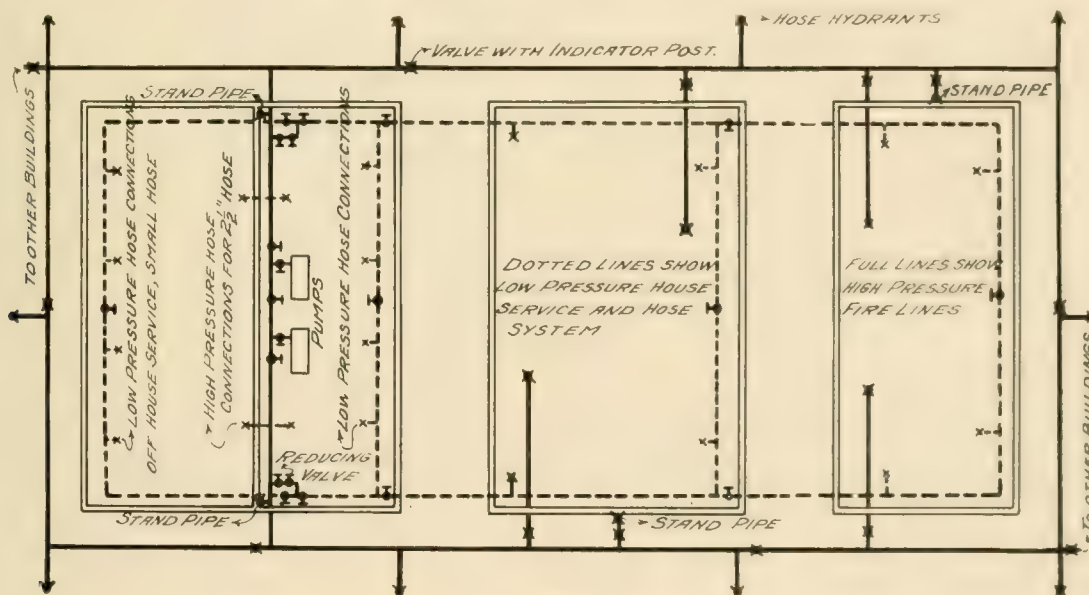 HOSE HYDRANTS
VALVE WITH INDICATOR POST.
STAND PIPE
STAND PIPE
TO OTHER BUILDINGS
LOW PRESSURE HOSE CONNECTIONS
OFF HOUSE SERVICE, SMALL HOSE
HIGH PRESSURE HOSE
CONNECTIONS FOR 2½" HOSE
PUMPS
LOW PRESSURE HOSE CONNECTIONS
DOTTED LINES SHOW
LOW PRESSURE HOUSE
SERVICE AND HOSE
SYSTEM
FULL LINES SHOW
HIGH PRESSURE
FIRE LINES
REDUCING
VALVE
STAND PIPE
STAND PIPE
TO OTHER BUILDINGS